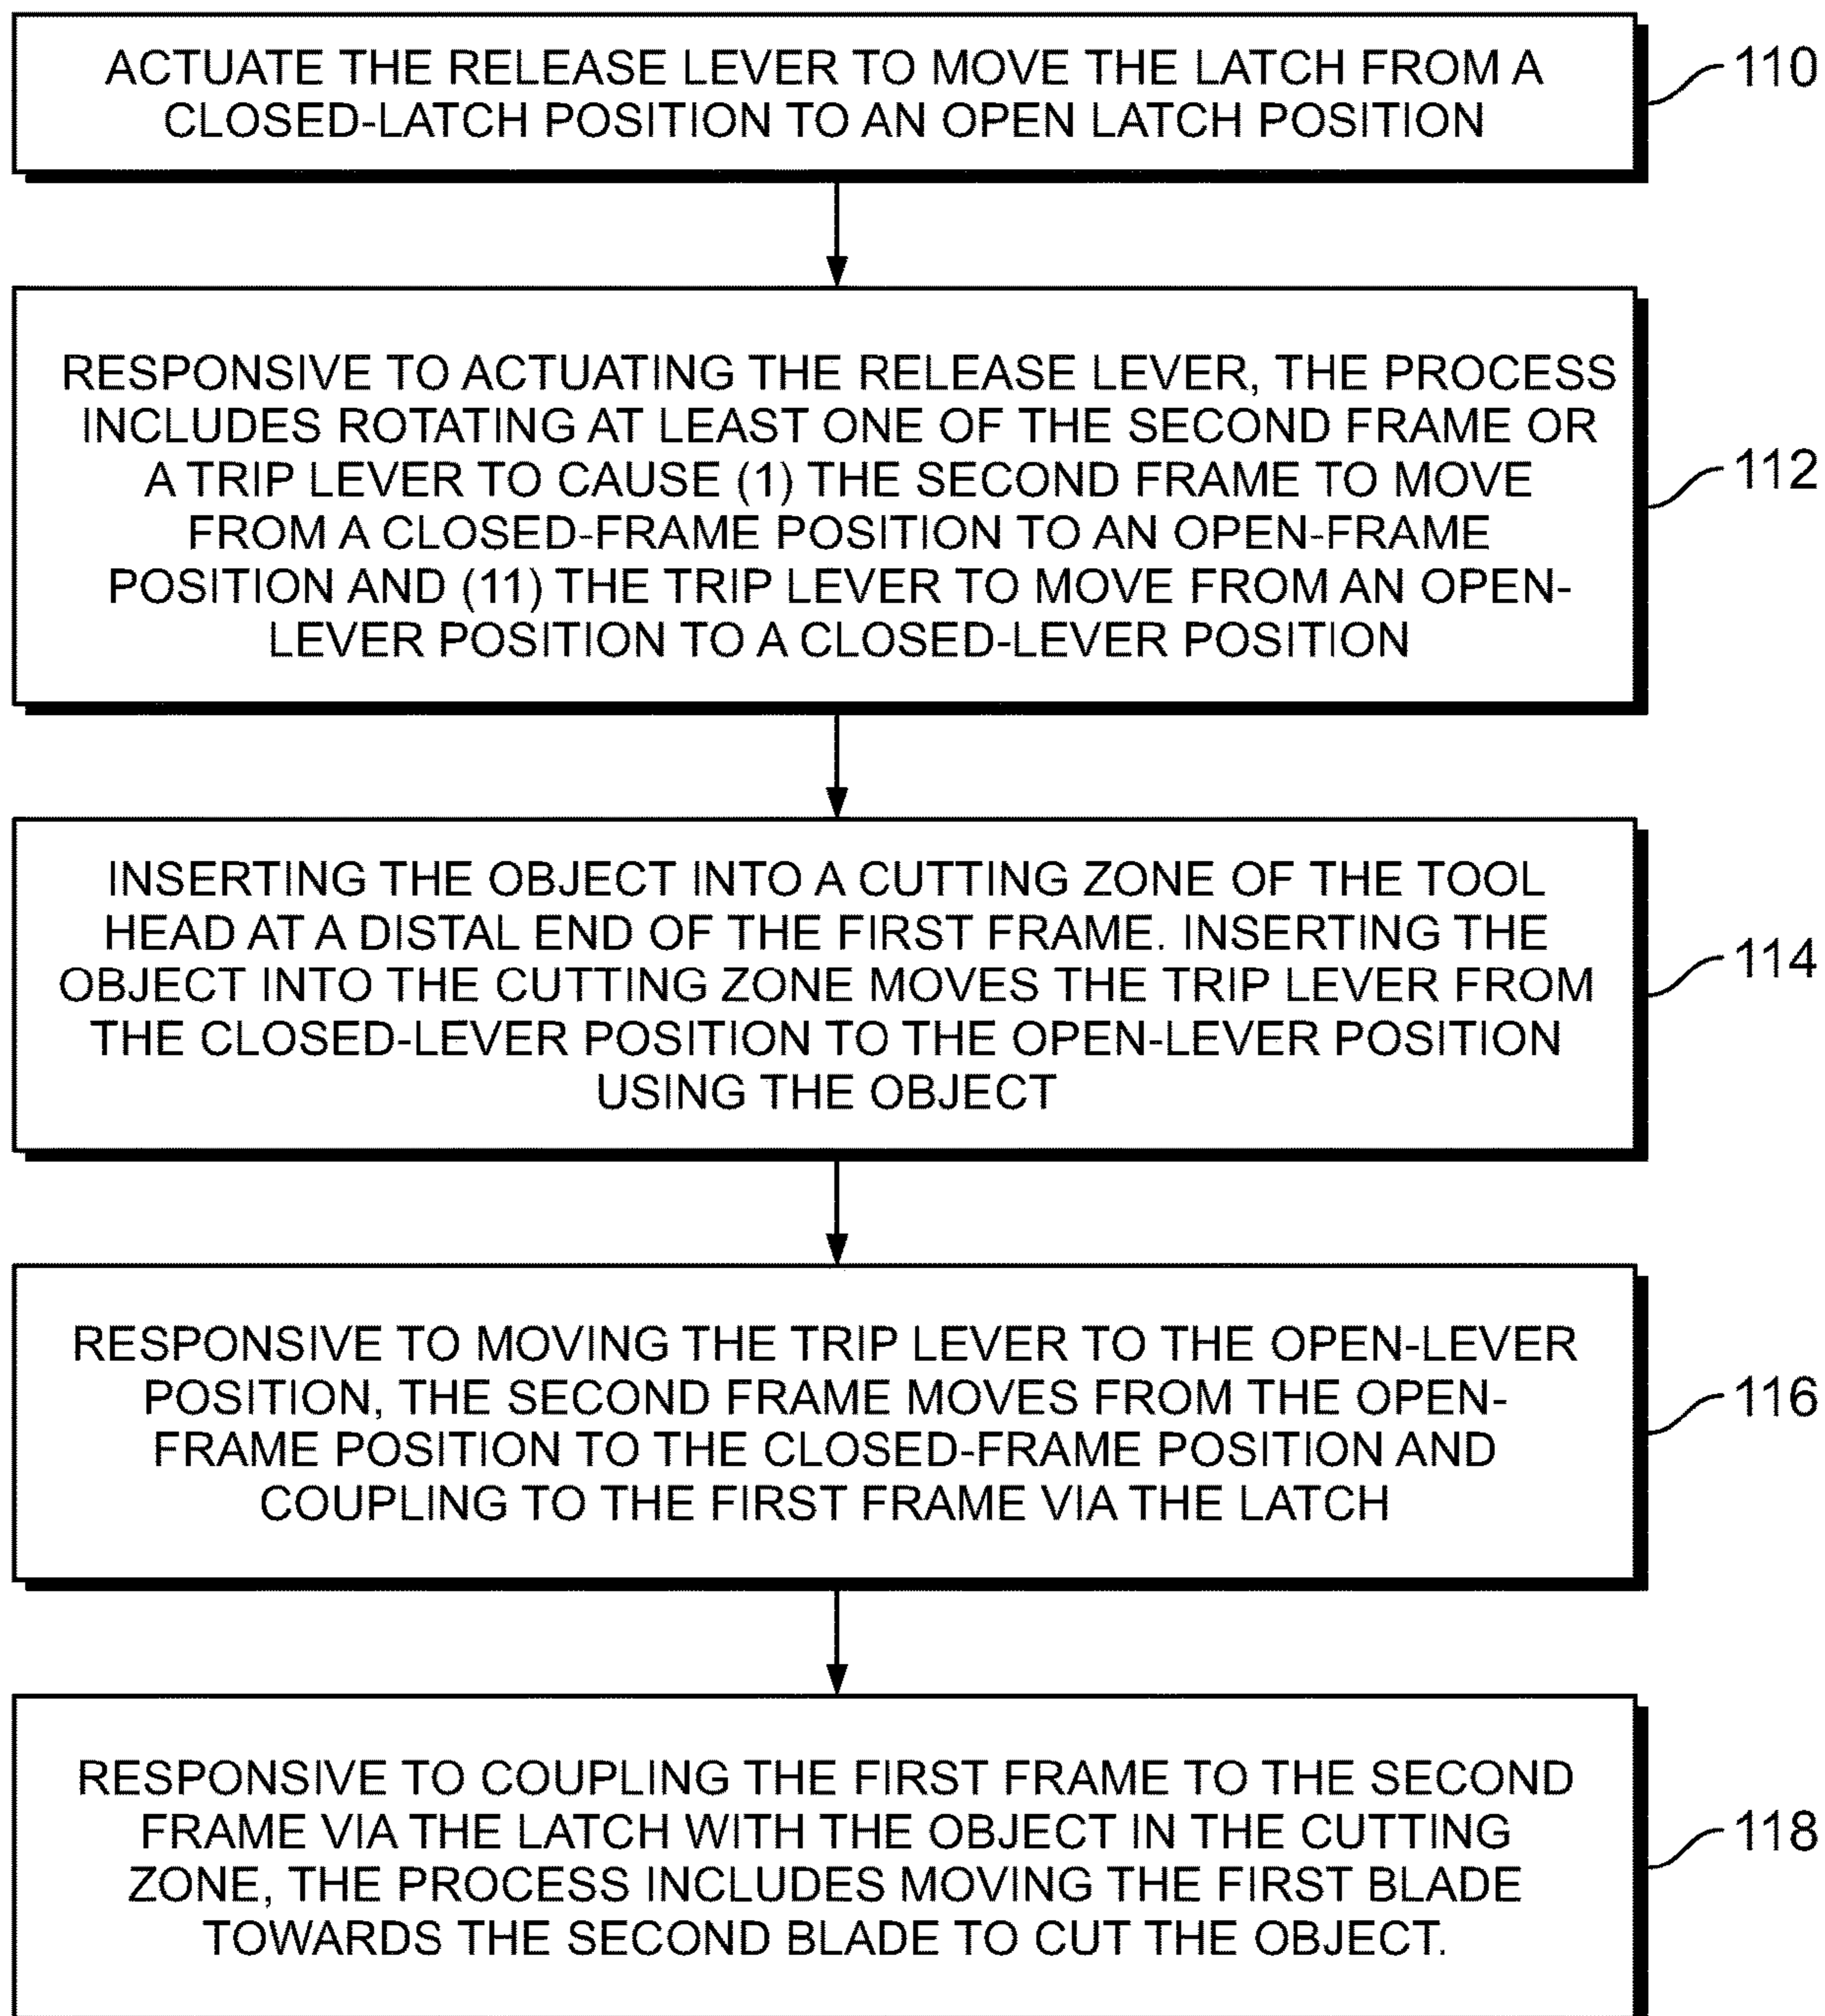 ACTUATE THE RELEASE LEVER TO MOVE THE LATCH FROM A
CLOSED-LATCH POSITION TO AN OPEN LATCH POSITION
110
RESPONSIVE TO ACTUATING THE RELEASE LEVER, THE PROCESS
INCLUDES ROTATING AT LEAST ONE OF THE SECOND FRAME OR
A TRIP LEVER TO CAUSE (1) THE SECOND FRAME TO MOVE
FROM A CLOSED-FRAME POSITION TO AN OPEN-FRAME
POSITION AND (11) THE TRIP LEVER TO MOVE FROM AN OPEN-
LEVER POSITION TO A CLOSED-LEVER POSITION
112
INSERTING THE OBJECT INTO A CUTTING ZONE OF THE TOOL
HEAD AT A DISTAL END OF THE FIRST FRAME. INSERTING THE
OBJECT INTO THE CUTTING ZONE MOVES THE TRIP LEVER FROM
THE CLOSED-LEVER POSITION TO THE OPEN-LEVER POSITION
USING THE OBJECT
114
RESPONSIVE TO MOVING THE TRIP LEVER TO THE OPEN-LEVER
POSITION, THE SECOND FRAME MOVES FROM THE OPEN-
FRAME POSITION TO THE CLOSED-FRAME POSITION AND
COUPLING TO THE FIRST FRAME VIA THE LATCH
116
RESPONSIVE TO COUPLING THE FIRST FRAME TO THE SECOND
FRAME VIA THE LATCH WITH THE OBJECT IN THE CUTTING
ZONE, THE PROCESS INCLUDES MOVING THE FIRST BLADE
TOWARDS THE SECOND BLADE TO CUT THE OBJECT.
118